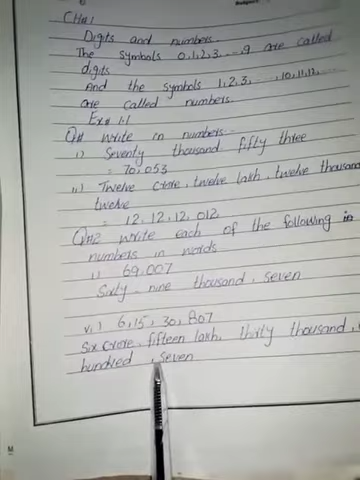 CH#1
Digits and numbers.
The symbols 0,1,2,3...9 are called
digits
And the symbols 1,2,3......,10,11,12,...
are called numbers.
Ex# 1.1
Q#1 write in numbers.
i) Seventy thousand fifty three
= 70,053
ii) Twelve crore, twelve lakh, twelve thousand
twelve
= 12,12,12,012
Q#2 write each of the following in
numbers in words
i) 69,007
Sixty nine thousand, seven
vi) 6,15,30,807
Six crore, fifteen lakh, thirty thousand,
hundred, seven